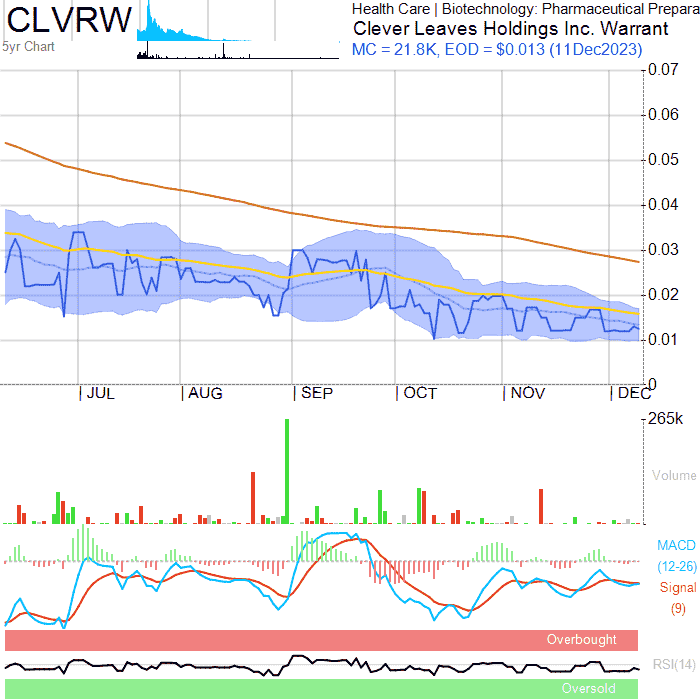 CLVRW
5yr Chart
Health Care | Biotechnology: Pharmaceutical Prepara
Clever Leaves Holdings Inc. Warrant
MC = 21.8K, EOD = $0.013 (11Dec2023)
0.07
0.06
0.05
0.04
0.03
0.02
0.01
0
JUL AUG SEP OCT NOV DEC
265k
Volume
MACD
(12-26)
Signal
(9)
Overbought
RSI(14)
Oversold